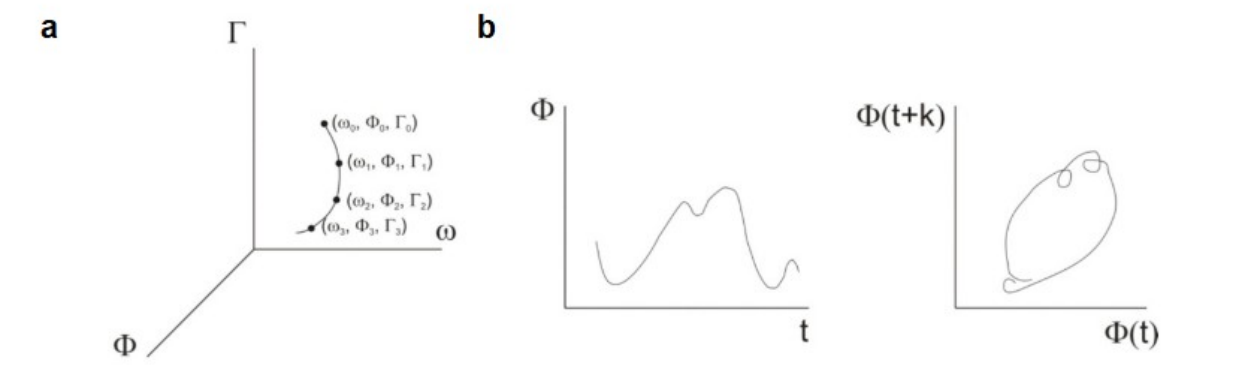 a
Γ
(ω₀, Φ₀, Γ₀)
(ω₁, Φ₁, Γ₁)
(ω₂, Φ₂, Γ₂)
(ω₃, Φ₃, Γ₃)
ω
Φ
b
Φ
t
Φ(t+k)
Φ(t)